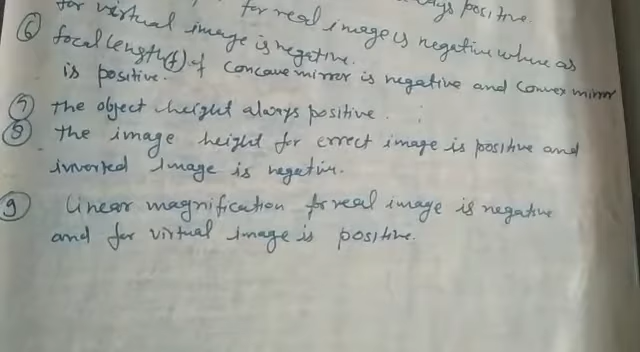 always positive.
for virtual image is negative. for real image is negative where as
⑥ focal length(f) of concave mirror is negative and convex mirror
is positive.
⑦ The object height always positive.
⑧ The image height for errect image is positive and
inverted image is negative.
⑨ Linear magnification for real image is negative
and for virtual image is positive.